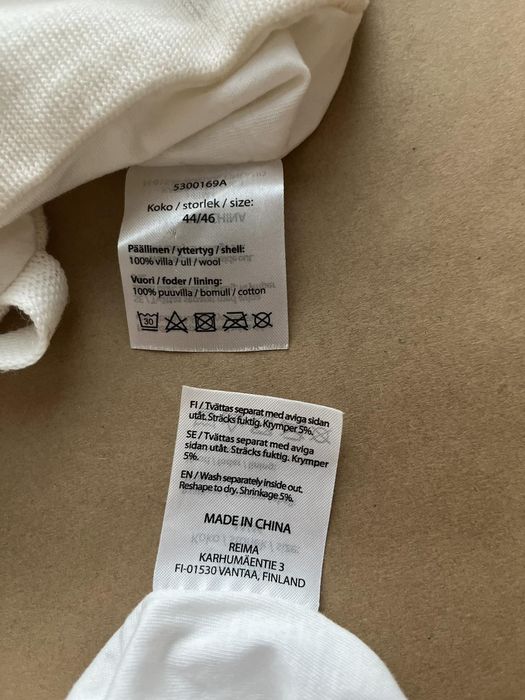 5300169A
Koko / storlek / size:
44/46
Päällinen / yttertyg / shell:
100% villa / ull / wool
Vuori / foder / lining:
100% puuvilla / bomull / cotton
30
FI / Tvättas separat med aviga sidan
utåt. Sträcks fuktig. Krymper 5%.
SE / Tvättas separat med aviga
sidan utåt. Sträcks fuktig. Krymper
5%.
EN / Wash separately inside out.
Reshape to dry. Shrinkage 5%.
MADE IN CHINA
REIMA
KARHUMÄENTIE 3
FI-01530 VANTAA, FINLAND